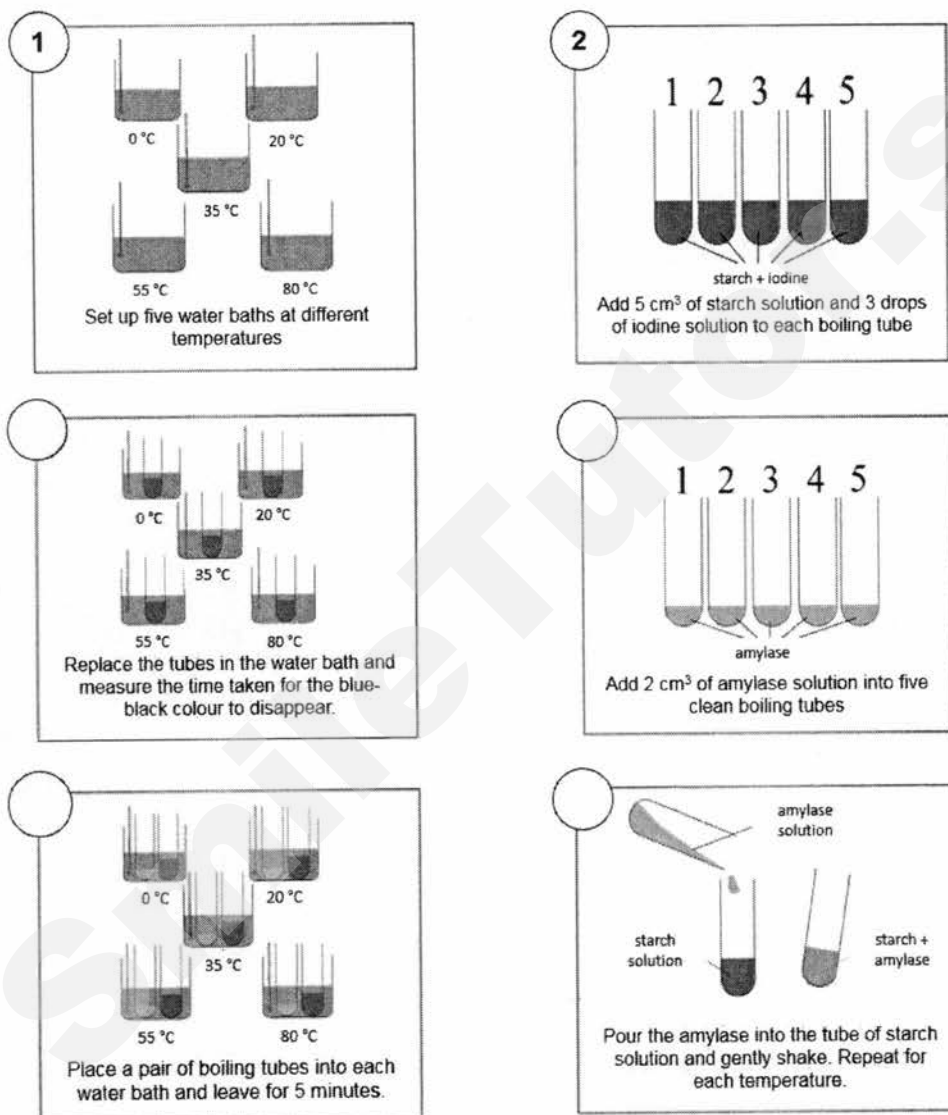 1
0 °C
20 °C
35 °C
55 °C
80 °C
Set up five water baths at different
temperatures
2
1 2 3 4 5
starch + iodine
Add 5 cm³ of starch solution and 3 drops
of iodine solution to each boiling tube
0 °C
20 °C
35 °C
55 °C
80 °C
Replace the tubes in the water bath and
measure the time taken for the blue-
black colour to disappear.
1 2 3 4 5
amylase
Add 2 cm³ of amylase solution into five
clean boiling tubes
0 °C
20 °C
35 °C
55 °C
80 °C
Place a pair of boiling tubes into each
water bath and leave for 5 minutes.
amylase
solution
starch
solution
starch +
amylase
Pour the amylase into the tube of starch
solution and gently shake. Repeat for
each temperature.
SmileTutor.s